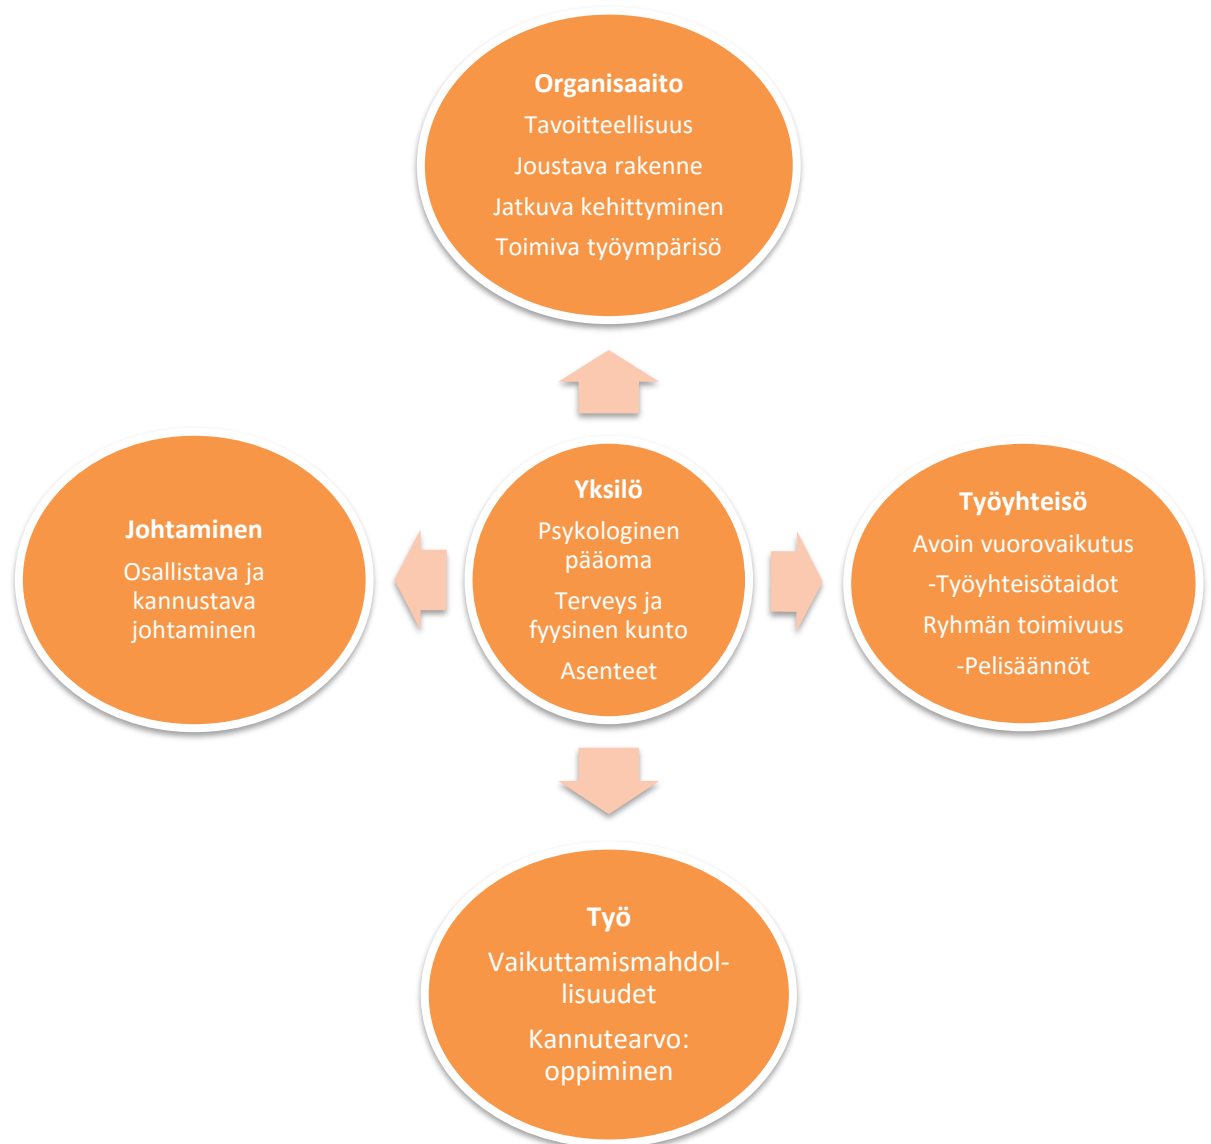 Organisaaito
Tavoitteellisuus
Joustava rakenne
Jatkuva kehittyminen
Toimiva työympärisö
Johtaminen
Osallistava ja
kannustava
johtaminen
Yksilö
Psykologinen
pääoma
Terveys ja
fyysinen kunto
Asenteet
Työyhteisö
Avoin vuorovaikutus
-Työyhteisötaidot
Ryhmän toimivuus
-Pelisäännöt
Työ
Vaikuttamismahdol-
lisuudet
Kannutearvo:
oppiminen